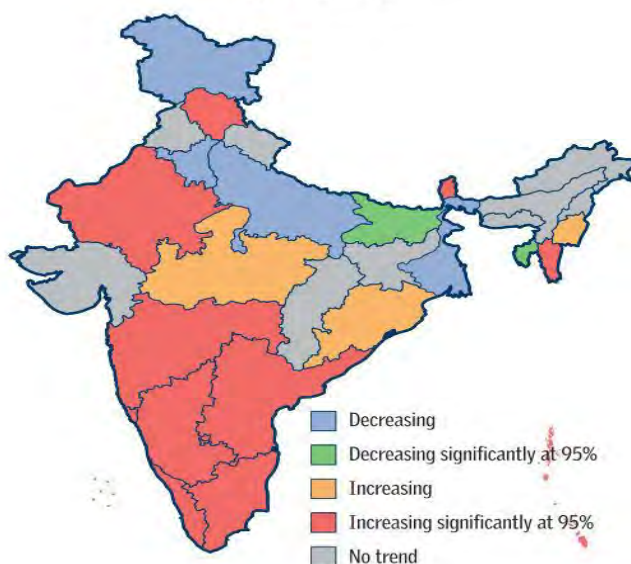 Decreasing
Decreasing significantly at 95%
Increasing
Increasing significantly at 95%
No trend